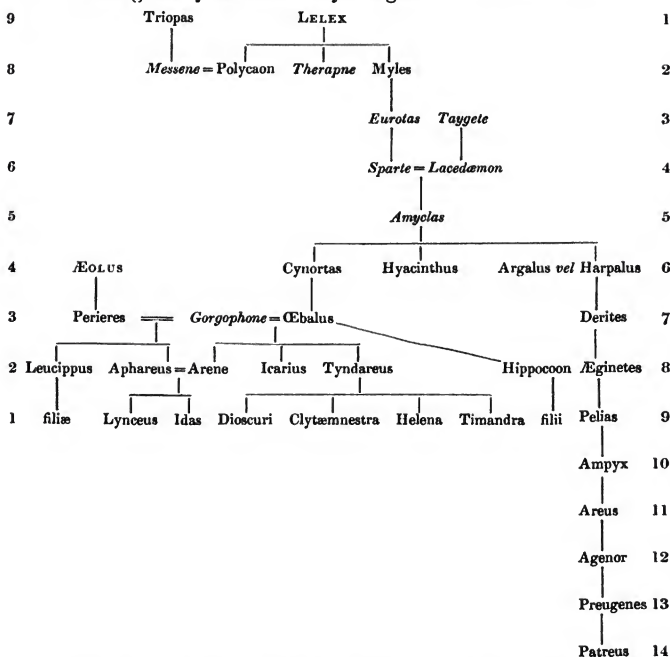 9 Triopas LELEX 1
8 Messene = Polycaon Therapne Myles 2
7 Eurotas Taygete 3
6 Sparte = Lacedæmon 4
5 Amyclas 5
4 ÆOLUS Cynortas Hyacinthus Argalus vel Harpalus 6
3 Perieres Gorgophone = Œbalus Derites 7
2 Leucippus Aphareus = Arene Icarius Tyndareus Hippocoon Æginetes 8
1 filiæ Lynceus Idas Dioscuri Clytæmnestra Helena Timandra filii Pelias 9
Ampyx 10
Areus 11
Agenor 12
Preugenes 13
Patreus 14